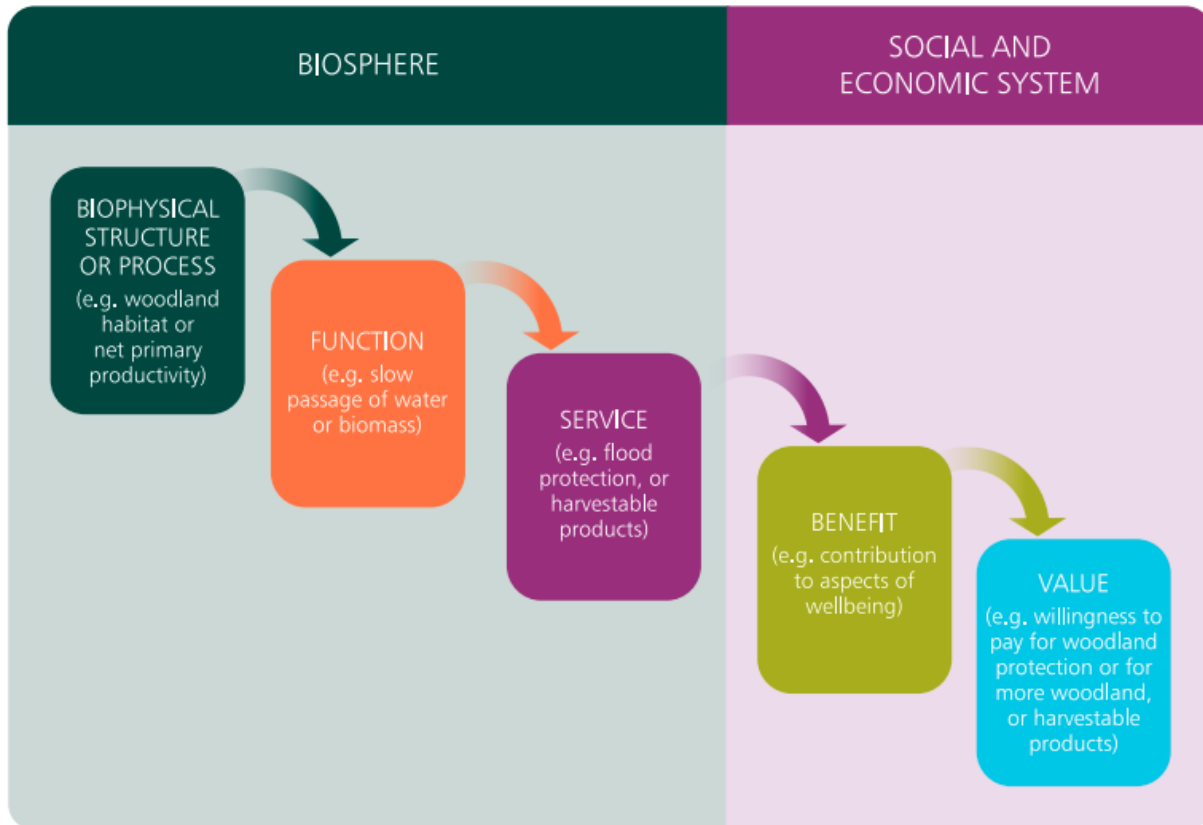 BIOSPHERE
SOCIAL AND
ECONOMIC SYSTEM
BIOPHYSICAL
STRUCTURE
OR PROCESS
(e.g. woodland
habitat or
net primary
productivity)
FUNCTION
(e.g. slow
passage of water
or biomass)
SERVICE
(e.g. flood
protection, or
harvestable
products)
BENEFIT
(e.g. contribution
to aspects of
wellbeing)
VALUE
(e.g. willingness to
pay for woodland
protection or for
more woodland,
or harvestable
products)